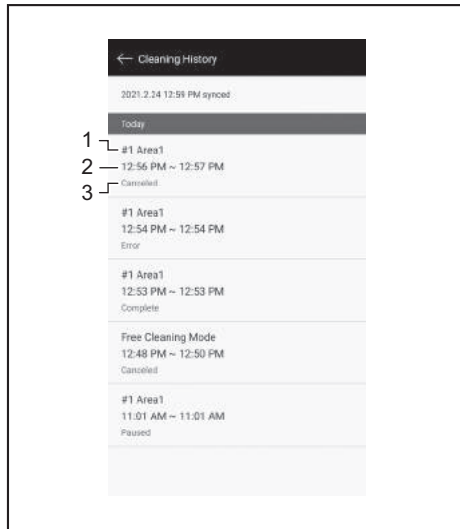 ← Cleaning History
2021.2.24 12:59 PM synced
Today
1
#1 Area1
2
12:56 PM ~ 12:57 PM
3
Canceled
#1 Area1
12:54 PM ~ 12:54 PM
Error
#1 Area1
12:53 PM ~ 12:53 PM
Complete
Free Cleaning Mode
12:48 PM ~ 12:50 PM
Canceled
#1 Area1
11:01 AM ~ 11:01 AM
Paused